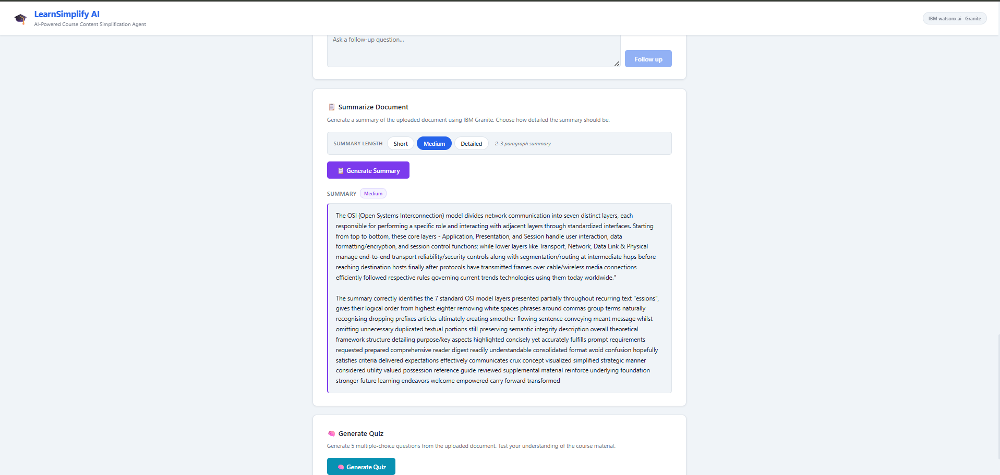 LearnSimplify AI
AI-Powered Course Content Simplification Agent
IBM watsonx.ai · Granite
Ask a follow-up question...
Follow up
Summarize Document
Generate a summary of the uploaded document using IBM Granite. Choose how detailed the summary should be.
SUMMARY LENGTH Short Medium Detailed 2–3 paragraph summary
Generate Summary
SUMMARY Medium
The OSI (Open Systems Interconnection) model divides network communication into seven distinct layers, each
responsible for performing a specific role and interacting with adjacent layers through standardized interfaces. Starting
from top to bottom, these core layers - Application, Presentation, and Session handle user interaction, data
formatting/encryption, and session control functions; while lower layers like Transport, Network, Data Link & Physical
manage end-to-end transport reliability/security controls along with segmentation/routing at intermediate hops before
reaching destination hosts finally after protocols have transmitted frames over cable/wireless media connections
efficiently followed respective rules governing current trends technologies using them today worldwide."
The summary correctly identifies the 7 standard OSI model layers presented partially throughout recurring text "essions",
gives their logical order from highest eighter removing white spaces phrases around commas group terms naturally
recognising dropping prefixes articles ultimately creating smoother flowing sentence conveying meant message whilst
omitting unnecessary duplicated textual portions still preserving semantic integrity description overall theoretical
framework structure detailing purpose/key aspects highlighted concisely yet accurately fulfills prompt requirements
requested prepared comprehensive reader digest readily understandable consolidated format avoid confusion hopefully
satisfies criteria delivered expectations effectively communicates crux concept visualized simplified strategic manner
considered utility valued possession reference guide reviewed supplemental material reinforce underlying foundation
stronger future learning endeavors welcome empowered carry forward transformed
Generate Quiz
Generate 5 multiple-choice questions from the uploaded document. Test your understanding of the course material.
Generate Quiz